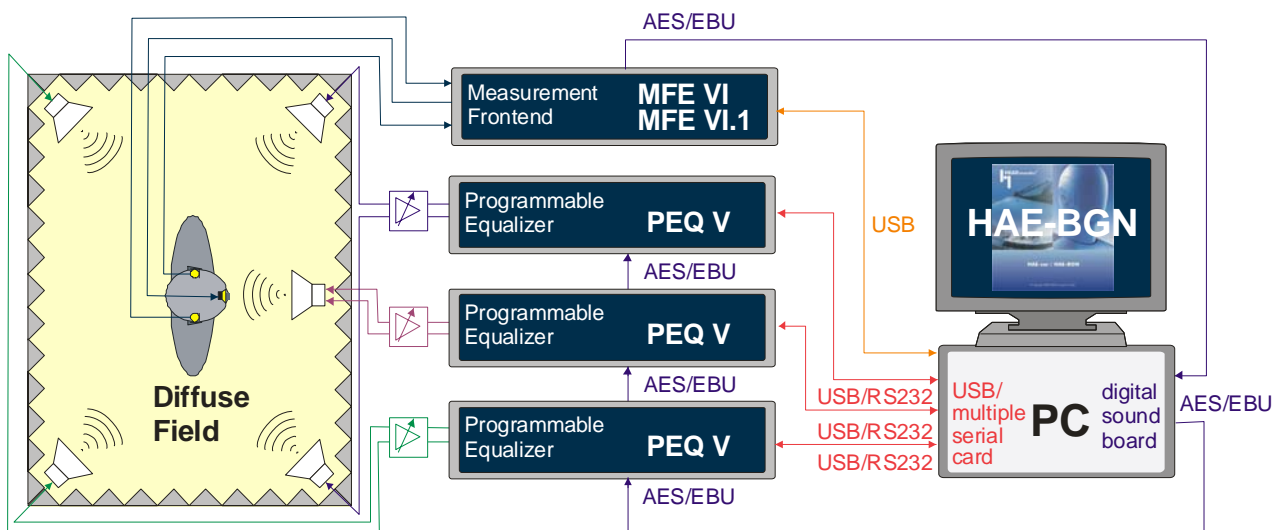 AES/EBU
Measurement
Frontend
MFE VI
MFE VI.1
Programmable
Equalizer
PEQ V
USB
HAE-BGN
AES/EBU
Programmable
Equalizer
PEQ V
Diffuse
Field
AES/EBU
Programmable
Equalizer
PEQ V
USB/RS232
USB/RS232
USB/RS232
USB/
multiple
serial
card
PC
digital
sound
board
AES/EBU
AES/EBU